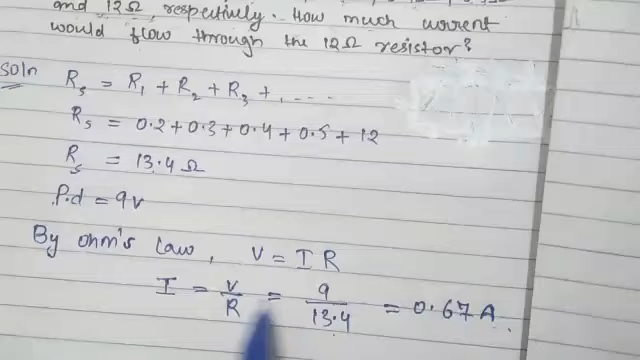 and 12Ω, respectively. How much current
would flow through the 12Ω resistor?
Soln Rs = R1 + R2 + R3 + ,....
Rs = 0.2+0.3+0.4+0.5+12
Rs = 13.4 Ω
P.d = 9v
By ohm's law, V = I R
I = V/R = 9/13.4 = 0.67 A.